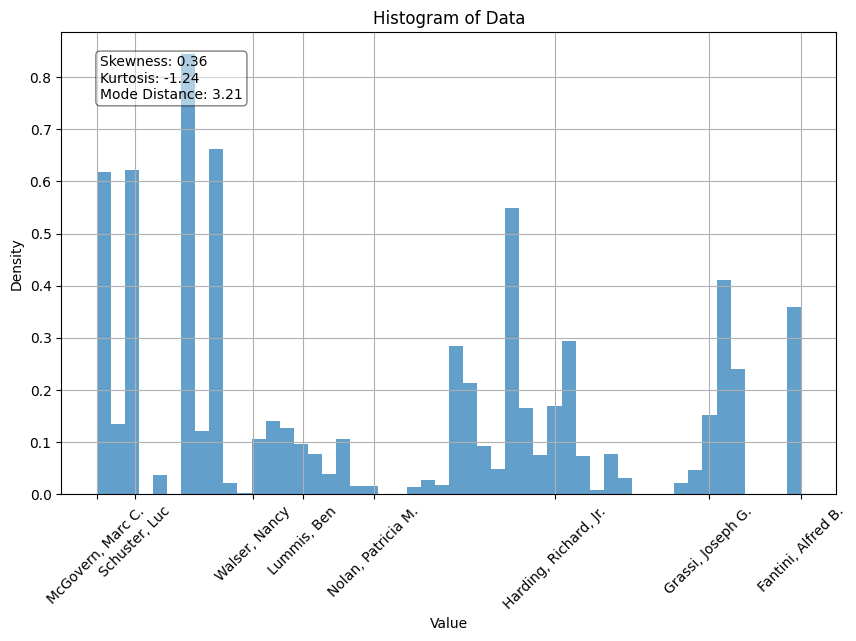 Histogram of Data
Skewness: 0.36
Kurtosis: -1.24
Mode Distance: 3.21
Density
0.8
0.7
0.6
0.5
0.4
0.3
0.2
0.1
0.0
McGovern, Marc C.
Schuster, Luc
Walser, Nancy
Lummis, Ben
Nolan, Patricia M.
Harding, Richard, Jr.
Grassi, Joseph G.
Fantini, Alfred B.
Value